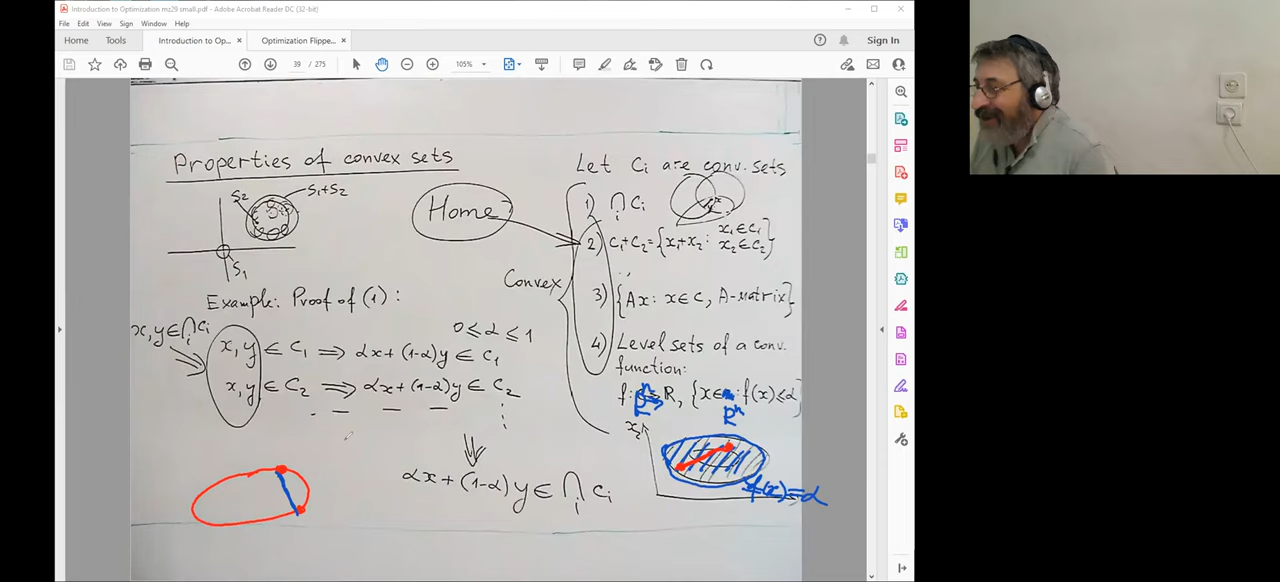 Introduction to Optimization mz29 small.pdf - Adobe Acrobat Reader DC (32-bit)
File Edit View Sign Window Help
Home Tools Introduction to Op... × Optimization Flippe... × Sign In
39 / 275 105%
Properties of convex sets
S2 S1+S2
S1
Home
Let Ci are conv. sets
1) ⋂i Ci
2) C1+C2={x1+x2: x1∈C1, x2∈C2}
Convex
3) {Ax: x∈C, A-matrix}
4) Level sets of a conv.
function:
R^n → R, {x∈ R^n : f(x)≤α}
Example: Proof of (1):
x,y∈⋂i Ci
0≤α≤1
x,y ∈ C1 ⟹ αx+(1-α)y ∈ C1
x,y ∈ C2 ⟹ αx+(1-α)y ∈ C2
αx+(1-α)y ∈ ⋂i Ci
x2
f(x)=α